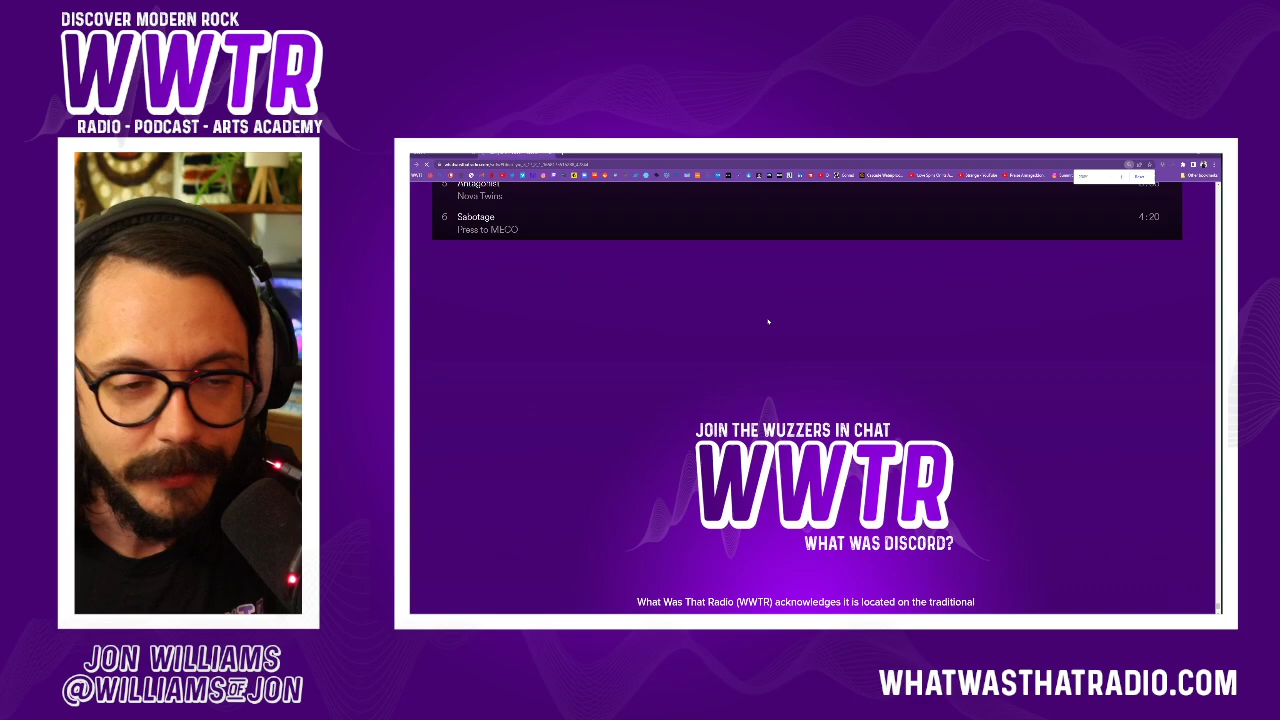 DISCOVER MODERN ROCK
WWTR
RADIO - PODCAST - ARTS ACADEMY
5 Antagonist
Nova Twins
6 Sabotage 4:20
Press to MECO
JOIN THE WUZZERS IN CHAT
WWTR
WHAT WAS DISCORD?
What Was That Radio (WWTR) acknowledges it is located on the traditional
JON WILLIAMS
@WILLIAMSOFJON
WHATWASTHATRADIO.COM